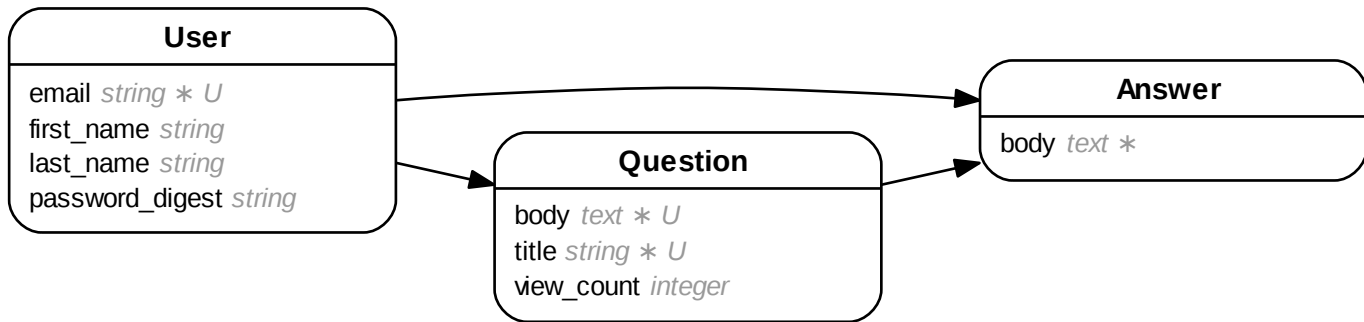 User
email string ∗ U
first_name string
last_name string
password_digest string
Question
body text ∗ U
title string ∗ U
view_count integer
Answer
body text ∗